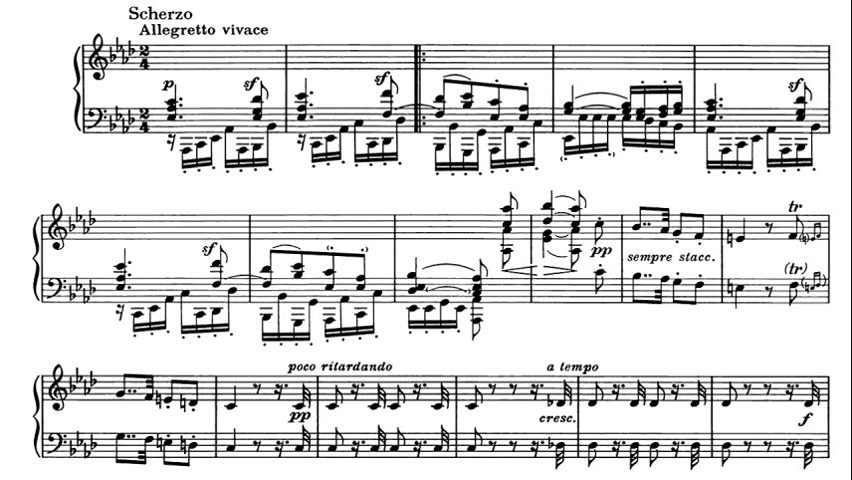 Scherzo
Allegretto vivace
p sf sf sf
sf pp
sempre stacc.
tr
(tr)
poco ritardando a tempo
pp cresc. f